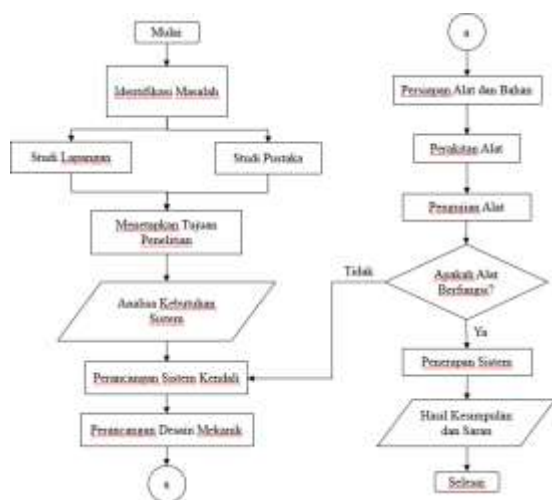 Mulai
Identifikasi Masalah
Studi Lapangan
Studi Pustaka
Menetapkan Tujuan
Penelitian
Analisa Kebutuhan
Sistem
Perancangan Sistem Kendali
Perancangan Desain Mekanik
a
a
Persiapan Alat dan Bahan
Perakitan Alat
Pengujian Alat
Apakah Alat
Berfungsi?
Tidak
Ya
Penerapan Sistem
Hasil Kesimpulan
dan Saran
Selesai